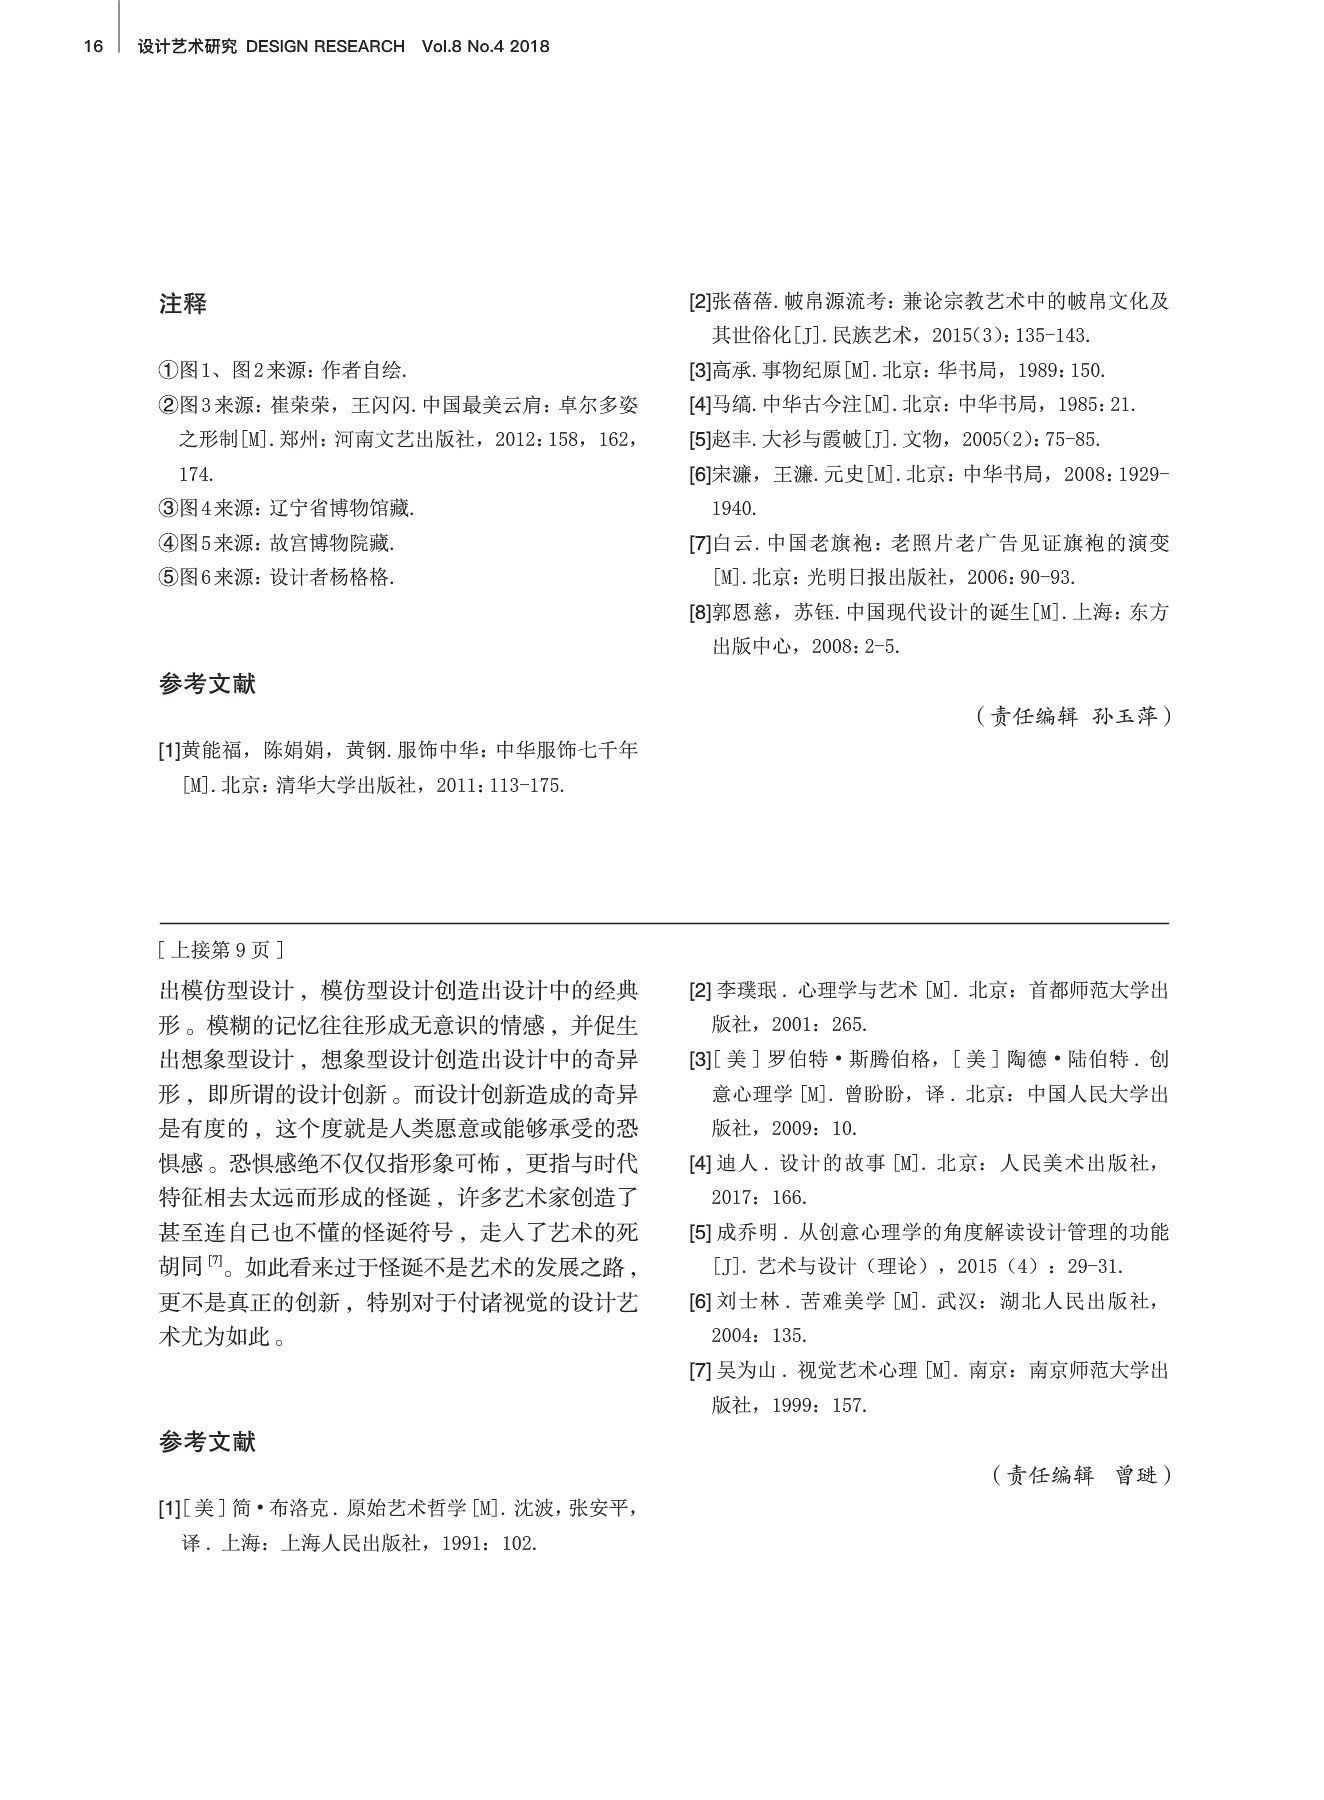 16 设计艺术研究 DESIGN RESEARCH Vol.8 No.4 2018
注释
①图1、图2来源：作者自绘.
②图3来源：崔荣荣，王闪闪.中国最美云肩：卓尔多姿
之形制[M].郑州：河南文艺出版社，2012：158，162，
174.
③图4来源：辽宁省博物馆藏.
④图5来源：故宫博物院藏.
⑤图6来源：设计者杨格格.
参考文献
[1]黄能福，陈娟娟，黄钢.服饰中华：中华服饰七千年
[M].北京：清华大学出版社，2011：113-175.
[2]张蓓蓓.帔帛源流考：兼论宗教艺术中的帔帛文化及
其世俗化[J].民族艺术，2015(3)：135-143.
[3]高承.事物纪原[M].北京：华书局，1989：150.
[4]马缟.中华古今注[M].北京：中华书局，1985：21.
[5]赵丰.大衫与霞帔[J].文物，2005(2)：75-85.
[6]宋濂，王濂.元史[M].北京：中华书局，2008：1929-
1940.
[7]白云.中国老旗袍：老照片老广告见证旗袍的演变
[M].北京：光明日报出版社，2006：90-93.
[8]郭恩慈，苏钰.中国现代设计的诞生[M].上海：东方
出版中心，2008：2-5.
（责任编辑 孙玉萍）
[上接第9页]
出模仿型设计，模仿型设计创造出设计中的经典
形。模糊的记忆往往形成无意识的情感，并促生
出想象型设计，想象型设计创造出设计中的奇异
形，即所谓的设计创新。而设计创新造成的奇异
是有度的，这个度就是人类愿意或能够承受的恐
惧感。恐惧感绝不仅仅指形象可怖，更指与时代
特征相去太远而形成的怪诞，许多艺术家创造了
甚至连自己也不懂的怪诞符号，走入了艺术的死
胡同[7]。如此看来过于怪诞不是艺术的发展之路，
更不是真正的创新，特别对于付诸视觉的设计艺
术尤为如此。
参考文献
[1][美]简·布洛克.原始艺术哲学[M].沈波，张安平，
译.上海：上海人民出版社，1991：102.
[2]李璞珉.心理学与艺术[M].北京：首都师范大学出
版社，2001：265.
[3][美]罗伯特·斯腾伯格，[美]陶德·陆伯特.创
意心理学[M].曾盼盼，译.北京：中国人民大学出
版社，2009：10.
[4]迪人.设计的故事[M].北京：人民美术出版社，
2017：166.
[5]成乔明.从创意心理学的角度解读设计管理的功能
[J].艺术与设计（理论），2015（4）：29-31.
[6]刘士林.苦难美学[M].武汉：湖北人民出版社，
2004：135.
[7]吴为山.视觉艺术心理[M].南京：南京师范大学出
版社，1999：157.
（责任编辑 曾琎）